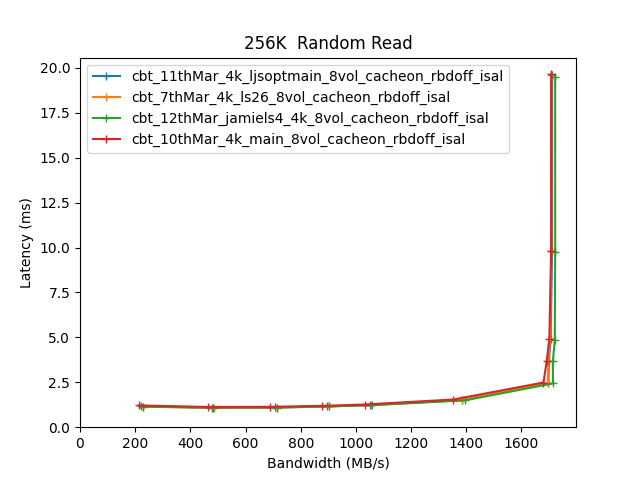 256K  Random Read
cbt_11thMar_4k_ljsoptmain_8vol_cacheon_rbdoff_isal
cbt_7thMar_4k_ls26_8vol_cacheon_rbdoff_isal
cbt_12thMar_jamiels4_4k_8vol_cacheon_rbdoff_isal
cbt_10thMar_4k_main_8vol_cacheon_rbdoff_isal
Latency (ms)
20.0
17.5
15.0
12.5
10.0
7.5
5.0
2.5
0.0
0 200 400 600 800 1000 1200 1400 1600
Bandwidth (MB/s)